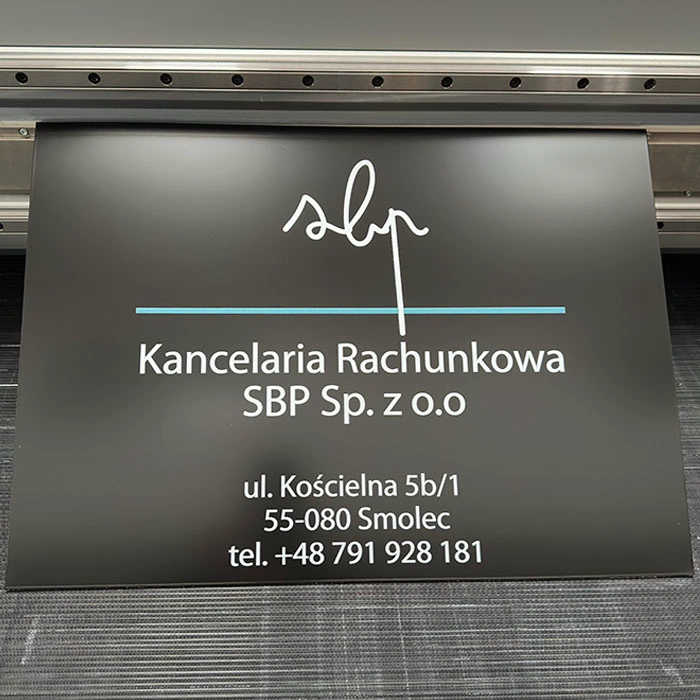 sbp
Kancelaria Rachunkowa
SBP Sp. z o.o
ul. Kościelna 5b/1
55-080 Smolec
tel. +48 791 928 181